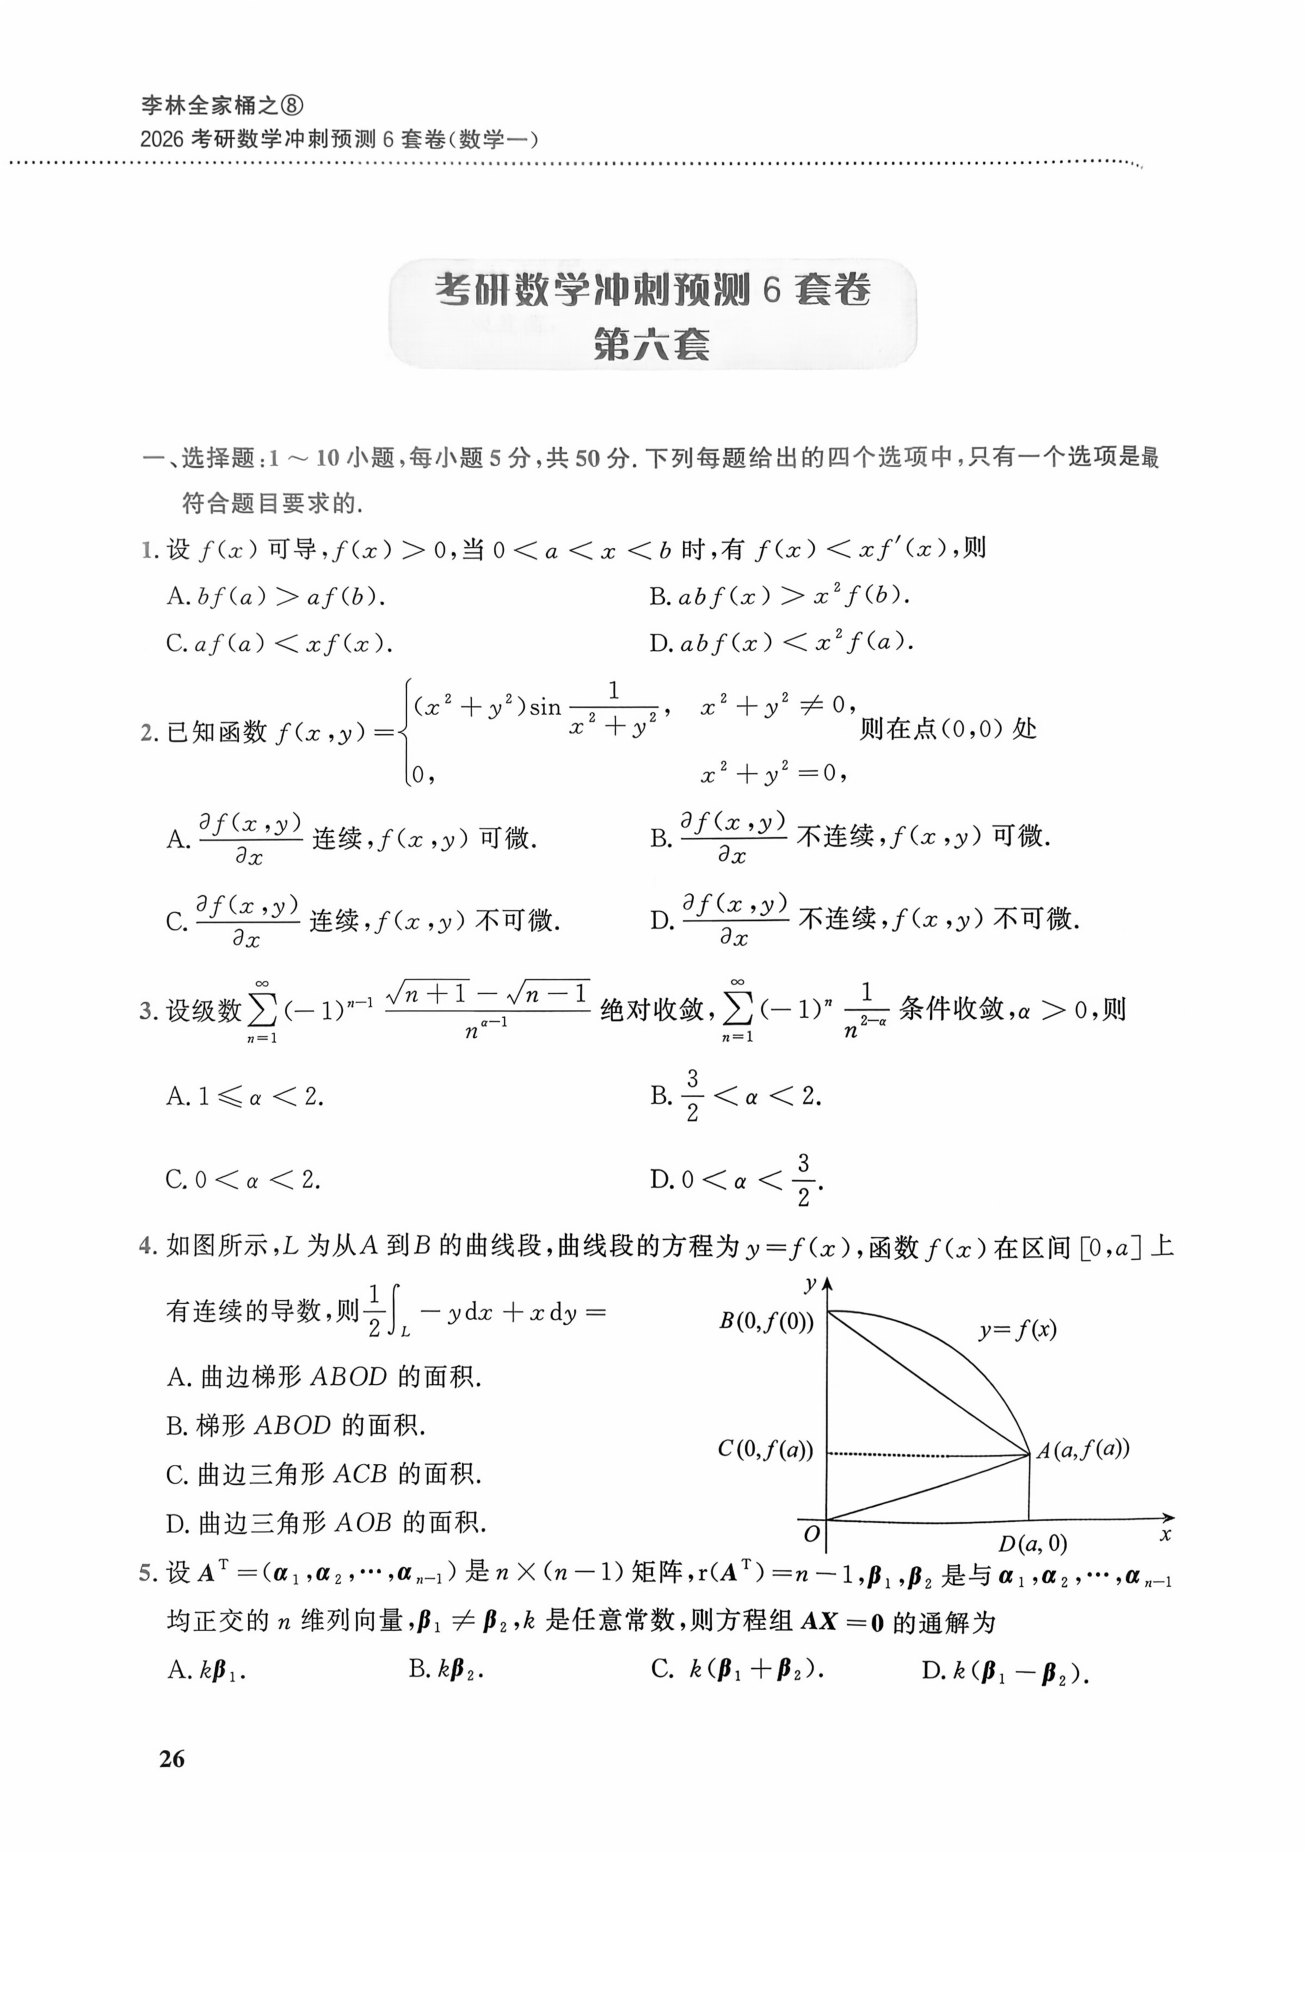 李林全家桶之⑧
2026 考研数学冲刺预测 6 套卷(数学一)
考研数学冲刺预测 6 套卷
第六套
一、选择题:1 ~ 10 小题,每小题 5 分,共 50 分. 下列每题给出的四个选项中,只有一个选项是最
符合题目要求的.
1. 设 f(x) 可导, f(x) > 0, 当 0 < a < x < b 时, 有 f(x) < xf′(x), 则
A. bf(a) > af(b). B. abf(x) > x²f(b).
C. af(a) < xf(x). D. abf(x) < x²f(a).
2. 已知函数 f(x,y) = { (x² + y²)sin 1/(x² + y²), x² + y² ≠ 0, 则在点(0,0) 处
0, x² + y² = 0,
A. ∂f(x,y)/∂x 连续, f(x,y) 可微. B. ∂f(x,y)/∂x 不连续, f(x,y) 可微.
C. ∂f(x,y)/∂x 连续, f(x,y) 不可微. D. ∂f(x,y)/∂x 不连续, f(x,y) 不可微.
3. 设级数 ∑_{n=1}^{∞} (−1)^{n−1} (√(n+1) − √(n−1))/n^{α−1} 绝对收敛, ∑_{n=1}^{∞} (−1)^n 1/n^{2−α} 条件收敛, α > 0, 则
A. 1 ⩽ α < 2. B. 3/2 < α < 2.
C. 0 < α < 2. D. 0 < α < 3/2.
4. 如图所示, L 为从A 到B 的曲线段, 曲线段的方程为 y = f(x), 函数 f(x) 在区间 [0,a] 上
有连续的导数, 则 1/2 ∫_L − ydx + xdy =
A. 曲边梯形 ABOD 的面积.
B. 梯形 ABOD 的面积.
C. 曲边三角形 ACB 的面积.
D. 曲边三角形 AOB 的面积.
y
B(0,f(0))
y=f(x)
C(0,f(a))
A(a,f(a))
O
D(a, 0)
x
5. 设 Aᵀ = (α₁,α₂,⋯,α_{n−1}) 是 n × (n − 1) 矩阵, r(Aᵀ) = n − 1, β₁,β₂ 是与 α₁,α₂,⋯,α_{n−1}
均正交的 n 维列向量, β₁ ≠ β₂, k 是任意常数, 则方程组 AX = 0 的通解为
A. kβ₁. B. kβ₂. C. k(β₁ + β₂). D. k(β₁ − β₂).
26